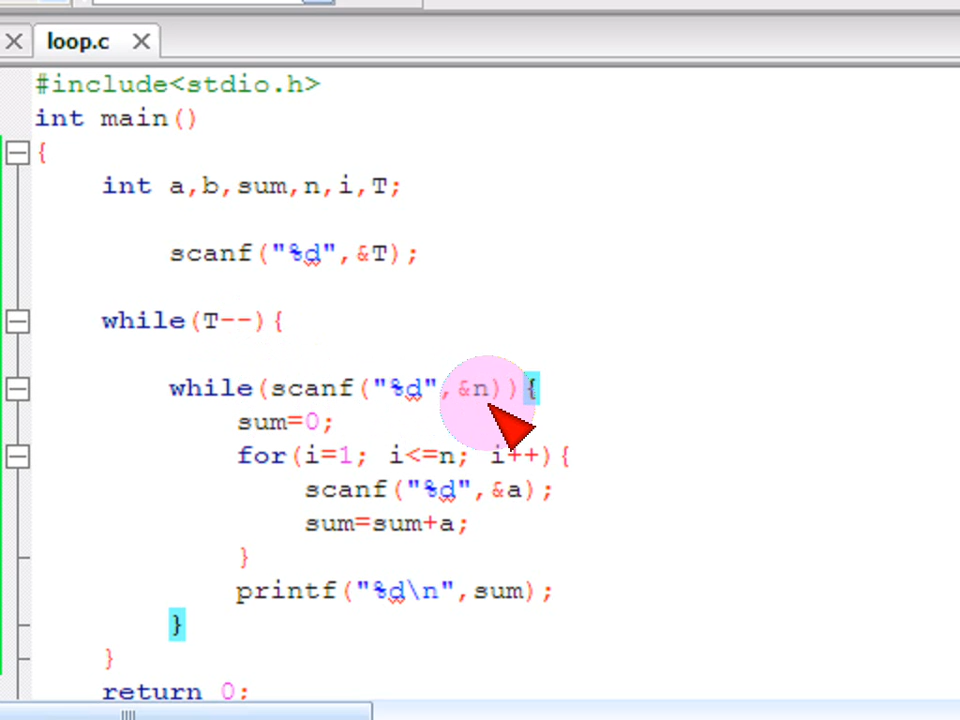 loop.c
#include<stdio.h>
int main()
{
int a,b,sum,n,i,T;
scanf("%d",&T);
while(T--){
while(scanf("%d",&n)){
sum=0;
for(i=1; i<=n; i++){
scanf("%d",&a);
sum=sum+a;
}
printf("%d\n",sum);
}
}
return 0;